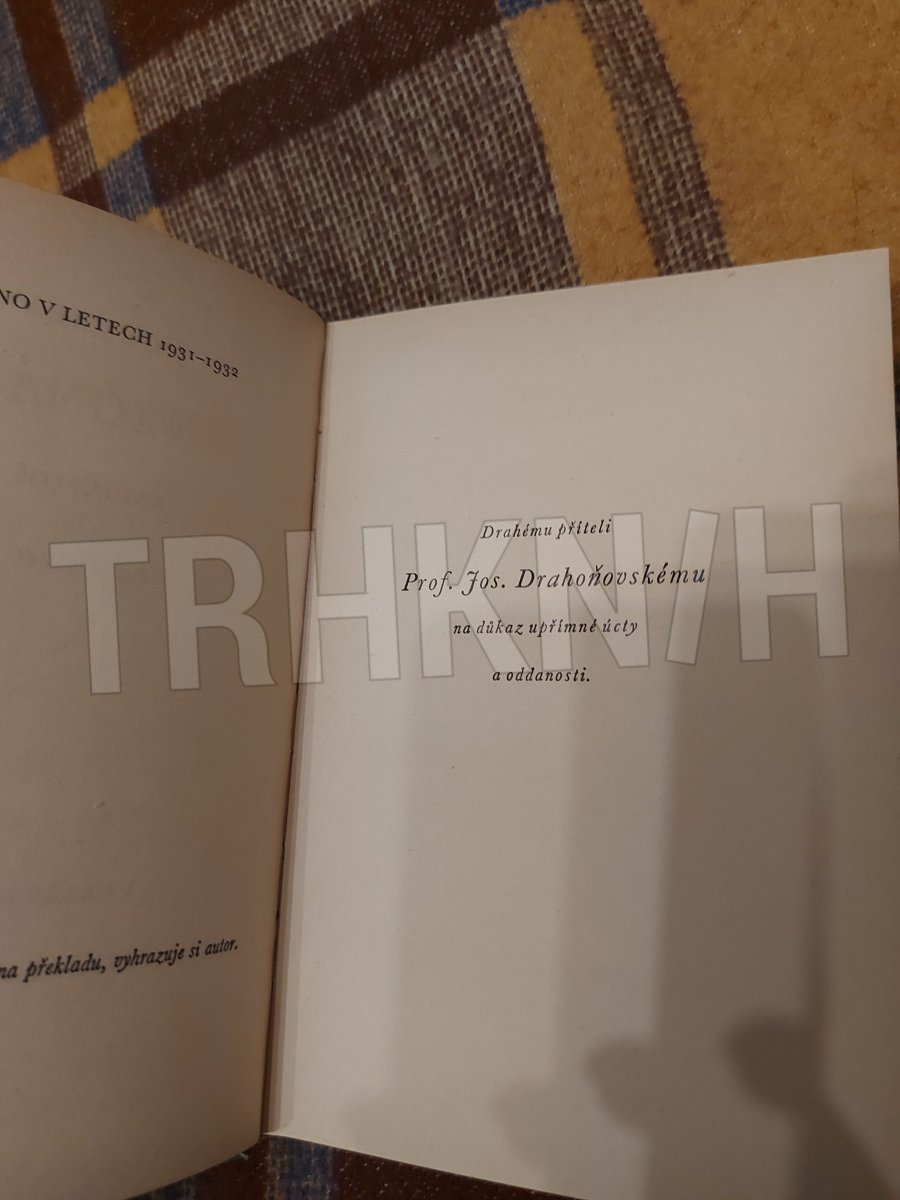 NO V LETECH 1931–1932
na překladu, vyhrazuje si autor.
Drahému příteli
Prof. Jos. Drahoňovskému
na důkaz upřímné úcty
a oddanosti.
TRHKNIH